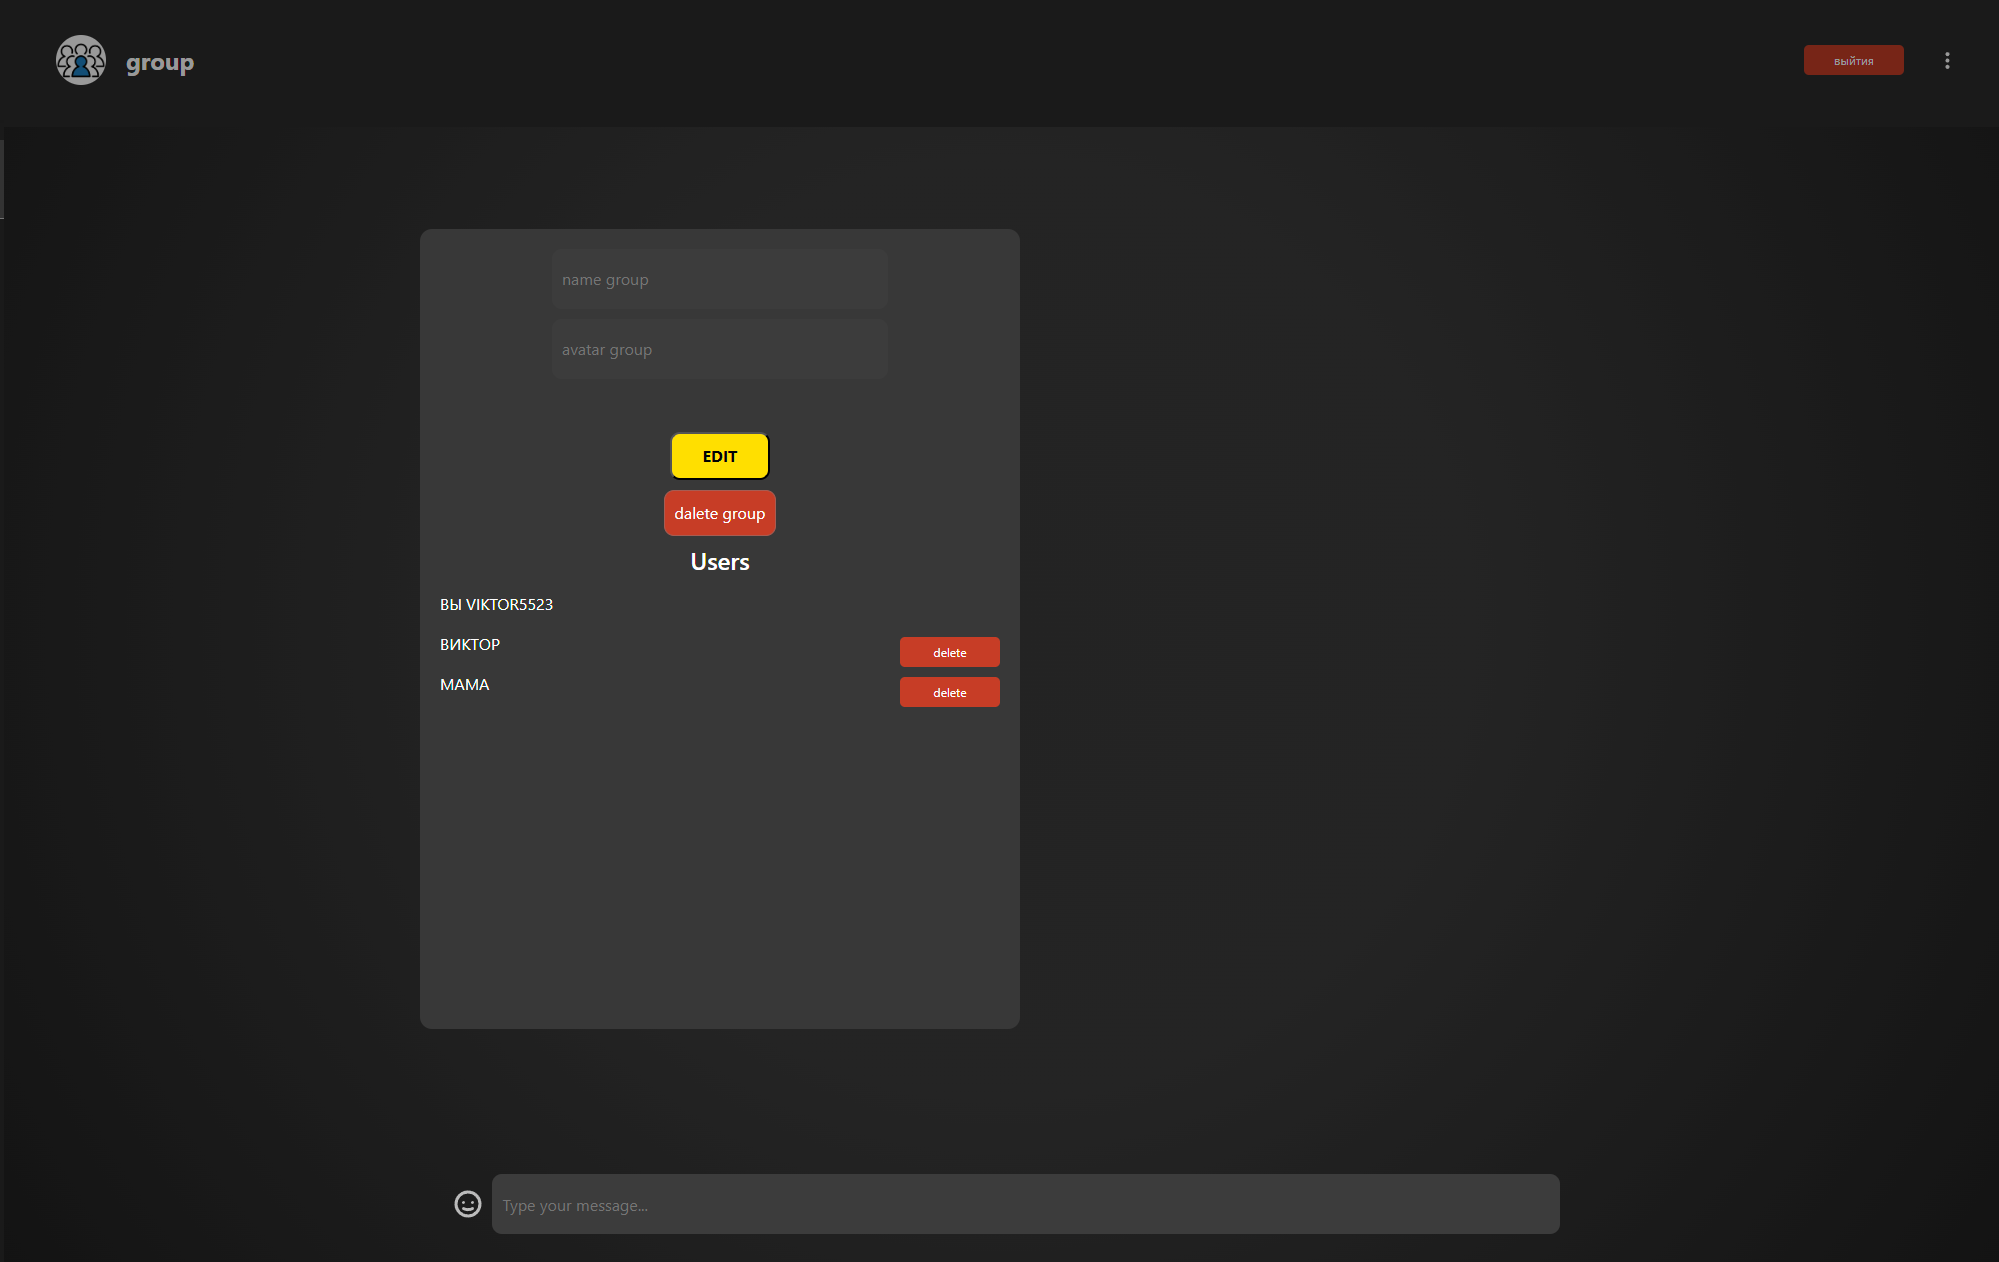 group
выйтия
name group
avatar group
EDIT
dalete group
Users
ВЫ VIKTOR5523
ВИКТОР
delete
МАМА
delete
Type your message...